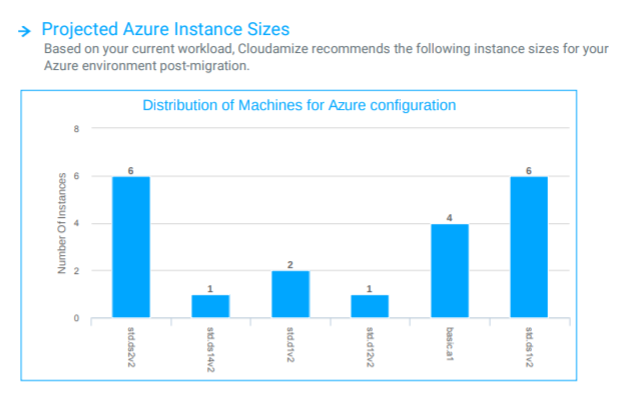 → Projected Azure Instance Sizes
Based on your current workload, Cloudamize recommends the following instance sizes for your
Azure environment post-migration.
Distribution of Machines for Azure configuration
Number Of Instances
8
6
4
2
0
6
1
2
1
4
6
std.ds2v2
std.ds14v2
std.d1v2
std.d12v2
basic.a1
std.ds1v2